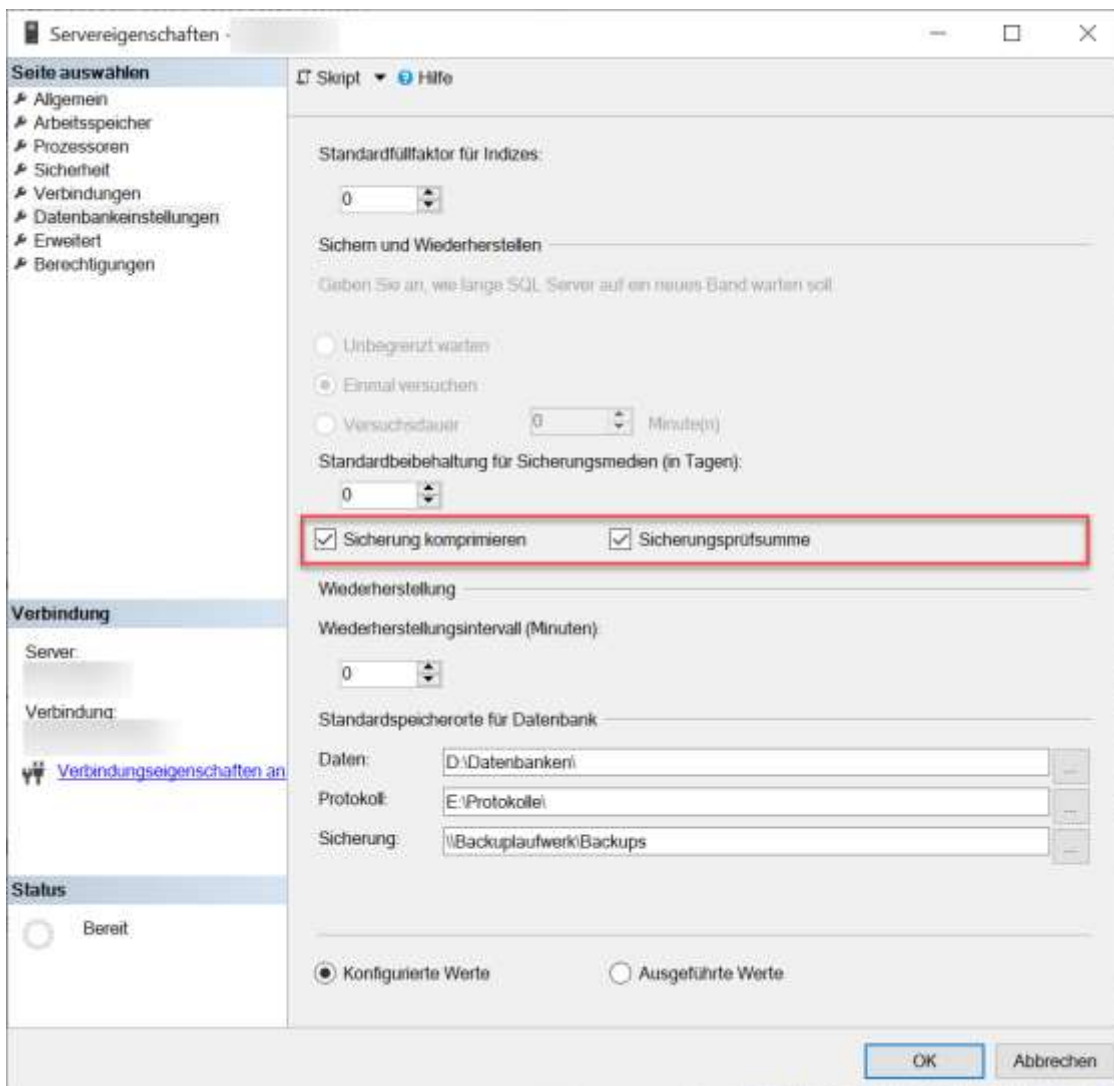 Servereigenschaften -
Seite auswählen
Allgemein
Arbeitsspeicher
Prozessoren
Sicherheit
Verbindungen
Datenbankeinstellungen
Erweitert
Berechtigungen
Skript Hilfe
Standardfüllfaktor für Indizes:
0
Sichern und Wiederherstellen
Geben Sie an, wie lange SQL Server auf ein neues Band warten soll
Unbegrenzt warten
Einmal versuchen
Versuchsdauer 0 Minute(n)
Standardbeibehaltung für Sicherungsmedien (in Tagen):
0
Sicherung komprimieren Sicherungsprüfsumme
Wiederherstellung
Wiederherstellungsintervall (Minuten):
0
Standardspeicherorte für Datenbank
Daten: D:\Datenbanken\ ...
Protokoll: E:\Protokolle\ ...
Sicherung: \\Backuplaufwerk\Backups ...
Konfigurierte Werte Ausgeführte Werte
Verbindung
Server:
Verbindung:
Verbindungseigenschaften an
Status
Bereit
OK Abbrechen